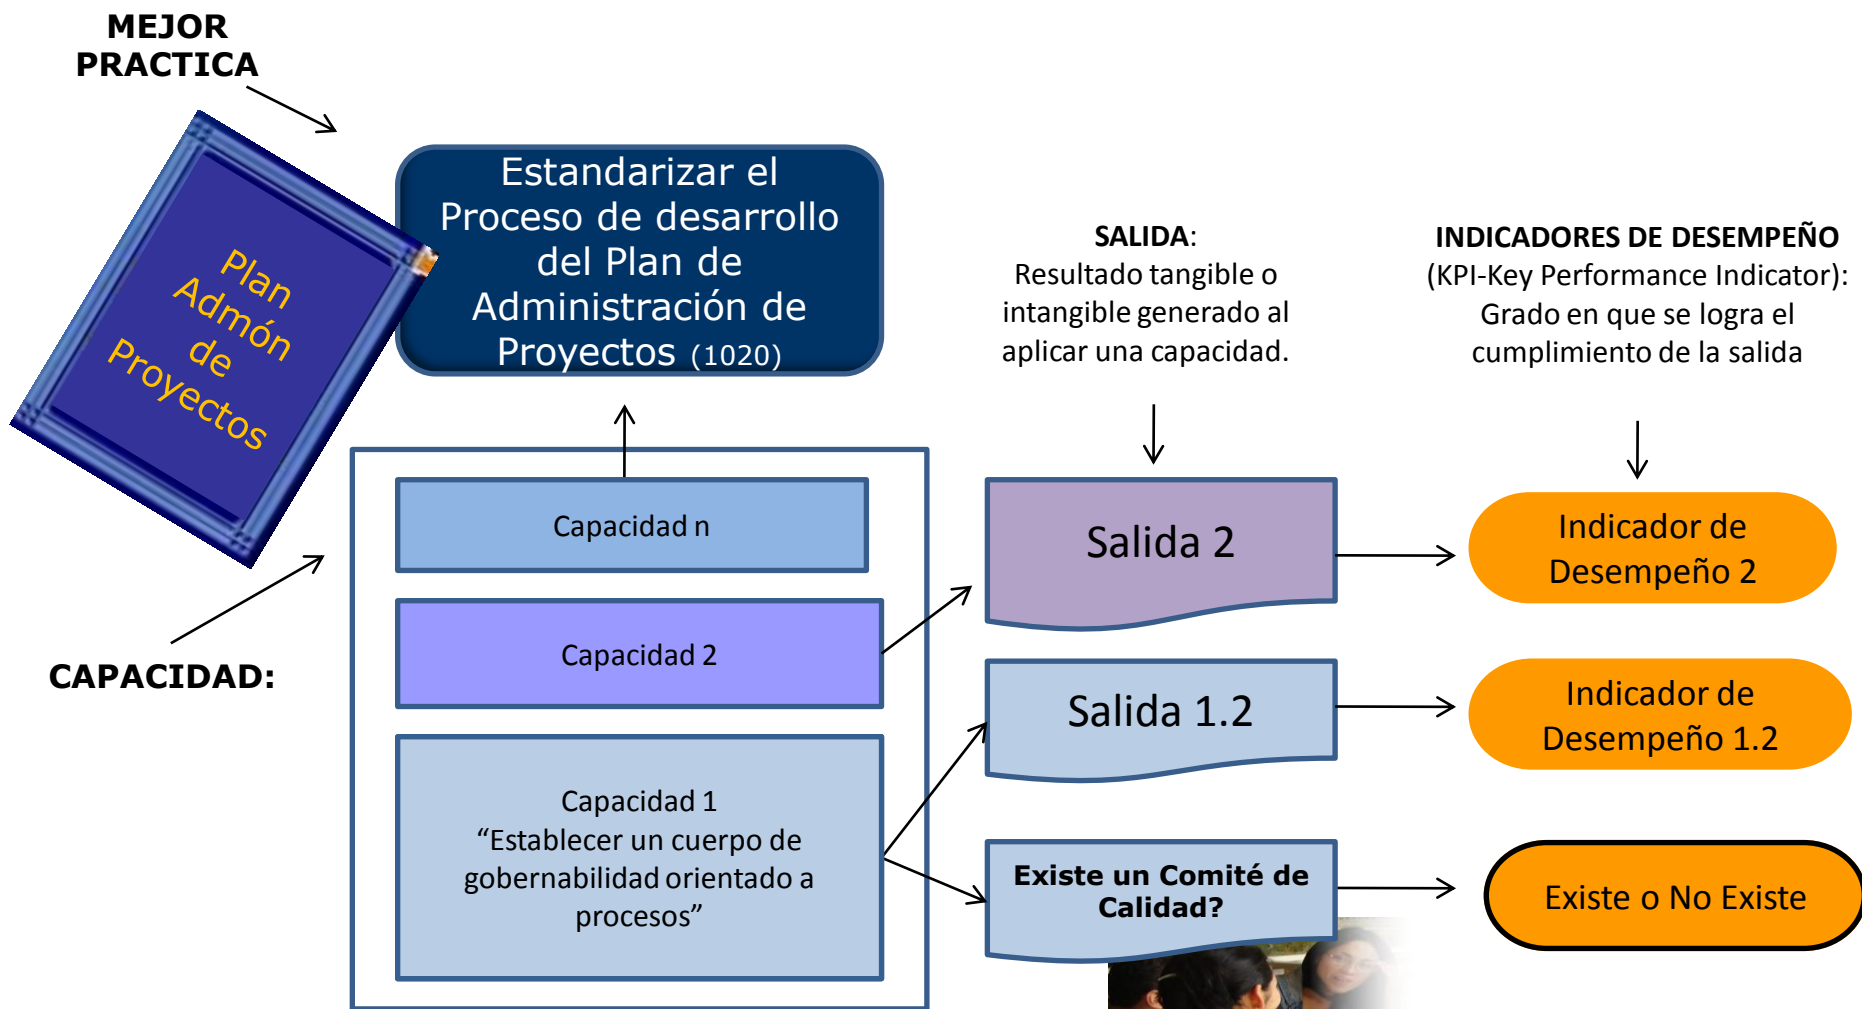 MEJOR
PRACTICA
Plan
Admón
de
Proyectos
Estandarizar el
Proceso de desarrollo
del Plan de
Administración de
Proyectos (1020)
SALIDA:
Resultado tangible o
intangible generado al
aplicar una capacidad.
INDICADORES DE DESEMPEÑO
(KPI-Key Performance Indicator):
Grado en que se logra el
cumplimiento de la salida
CAPACIDAD:
Capacidad n
Capacidad 2
Capacidad 1
“Establecer un cuerpo de
gobernabilidad orientado a
procesos”
Salida 2
Salida 1.2
Existe un Comité de
Calidad?
Indicador de
Desempeño 2
Indicador de
Desempeño 1.2
Existe o No Existe